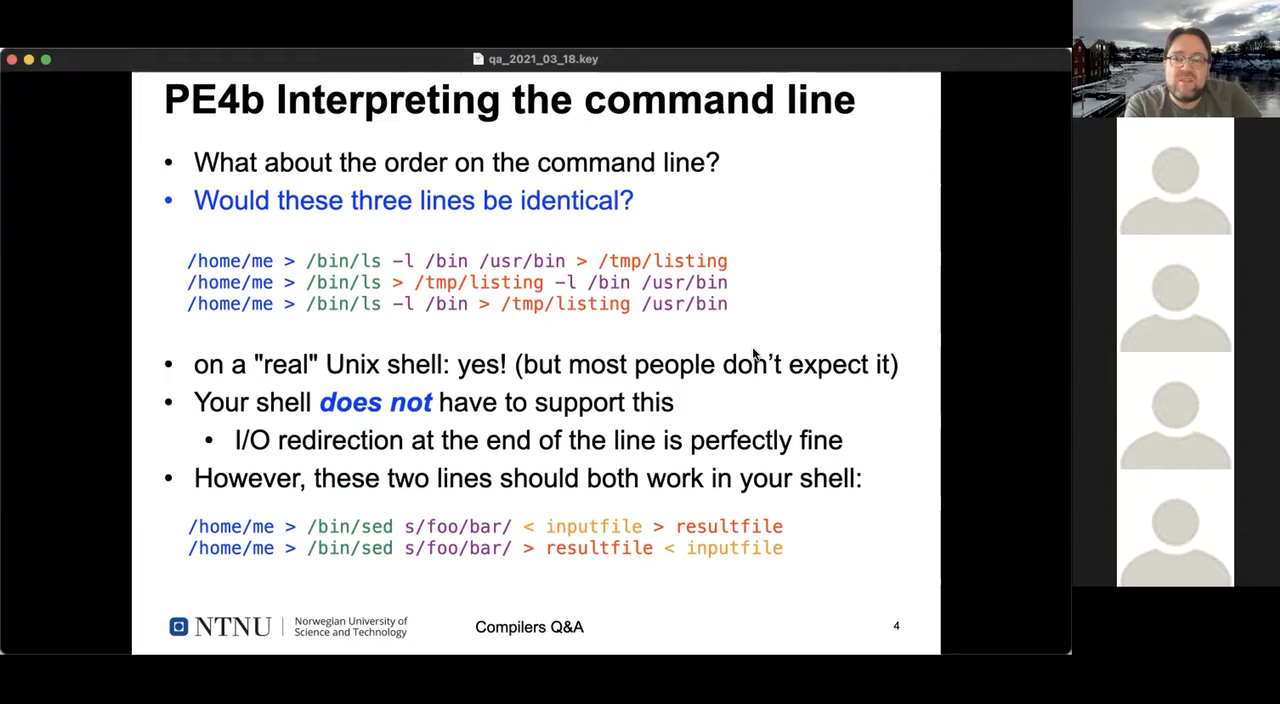 qa_2021_03_18.key
PE4b Interpreting the command line
• What about the order on the command line?
• Would these three lines be identical?
/home/me > /bin/ls -l /bin /usr/bin > /tmp/listing
/home/me > /bin/ls > /tmp/listing -l /bin /usr/bin
/home/me > /bin/ls -l /bin > /tmp/listing /usr/bin
• on a "real" Unix shell: yes! (but most people don’t expect it)
• Your shell does not have to support this
• I/O redirection at the end of the line is perfectly fine
• However, these two lines should both work in your shell:
/home/me > /bin/sed s/foo/bar/ < inputfile > resultfile
/home/me > /bin/sed s/foo/bar/ > resultfile < inputfile
NTNU
Norwegian University of
Science and Technology
Compilers Q&A
4